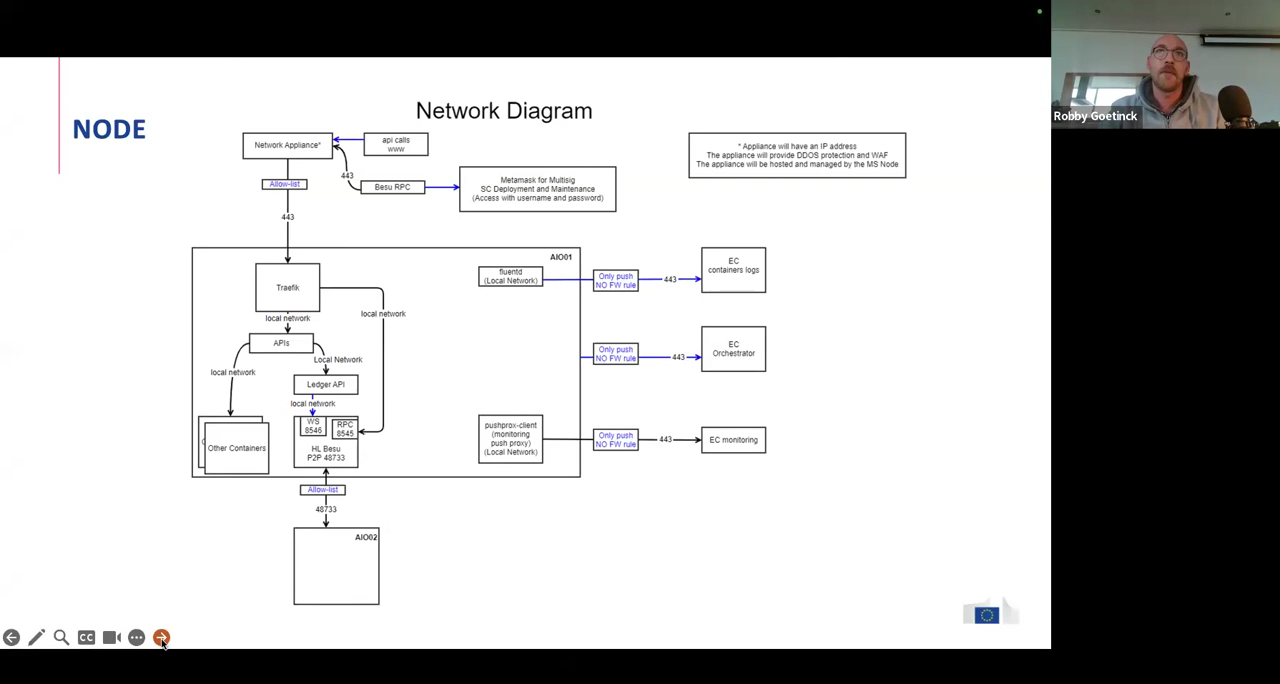 Robby Goetinck
NODE
Network Diagram
Network Appliance*
api calls
www
* Appliance will have an IP address
The appliance will provide DDOS protection and WAF
The appliance will be hosted and managed by the MS Node
443
Allow-list
Besu RPC
Metamask for Multisig
SC Deployment and Maintenance
(Access with username and password)
443
AIO01
Traefik
local network
local network
APIs
local network
Local Network
Ledger API
local network
WS
8546
RPC
8545
HL Besu
P2P 48733
Other Containers
fluentd
(Local Network)
Only push
NO FW rule
443
EC
containers logs
Only push
NO FW rule
443
EC
Orchestrator
pushprox-client
(monitoring
push proxy)
(Local Network)
Only push
NO FW rule
443
EC monitoring
Allow-list
48733
AIO02
CC